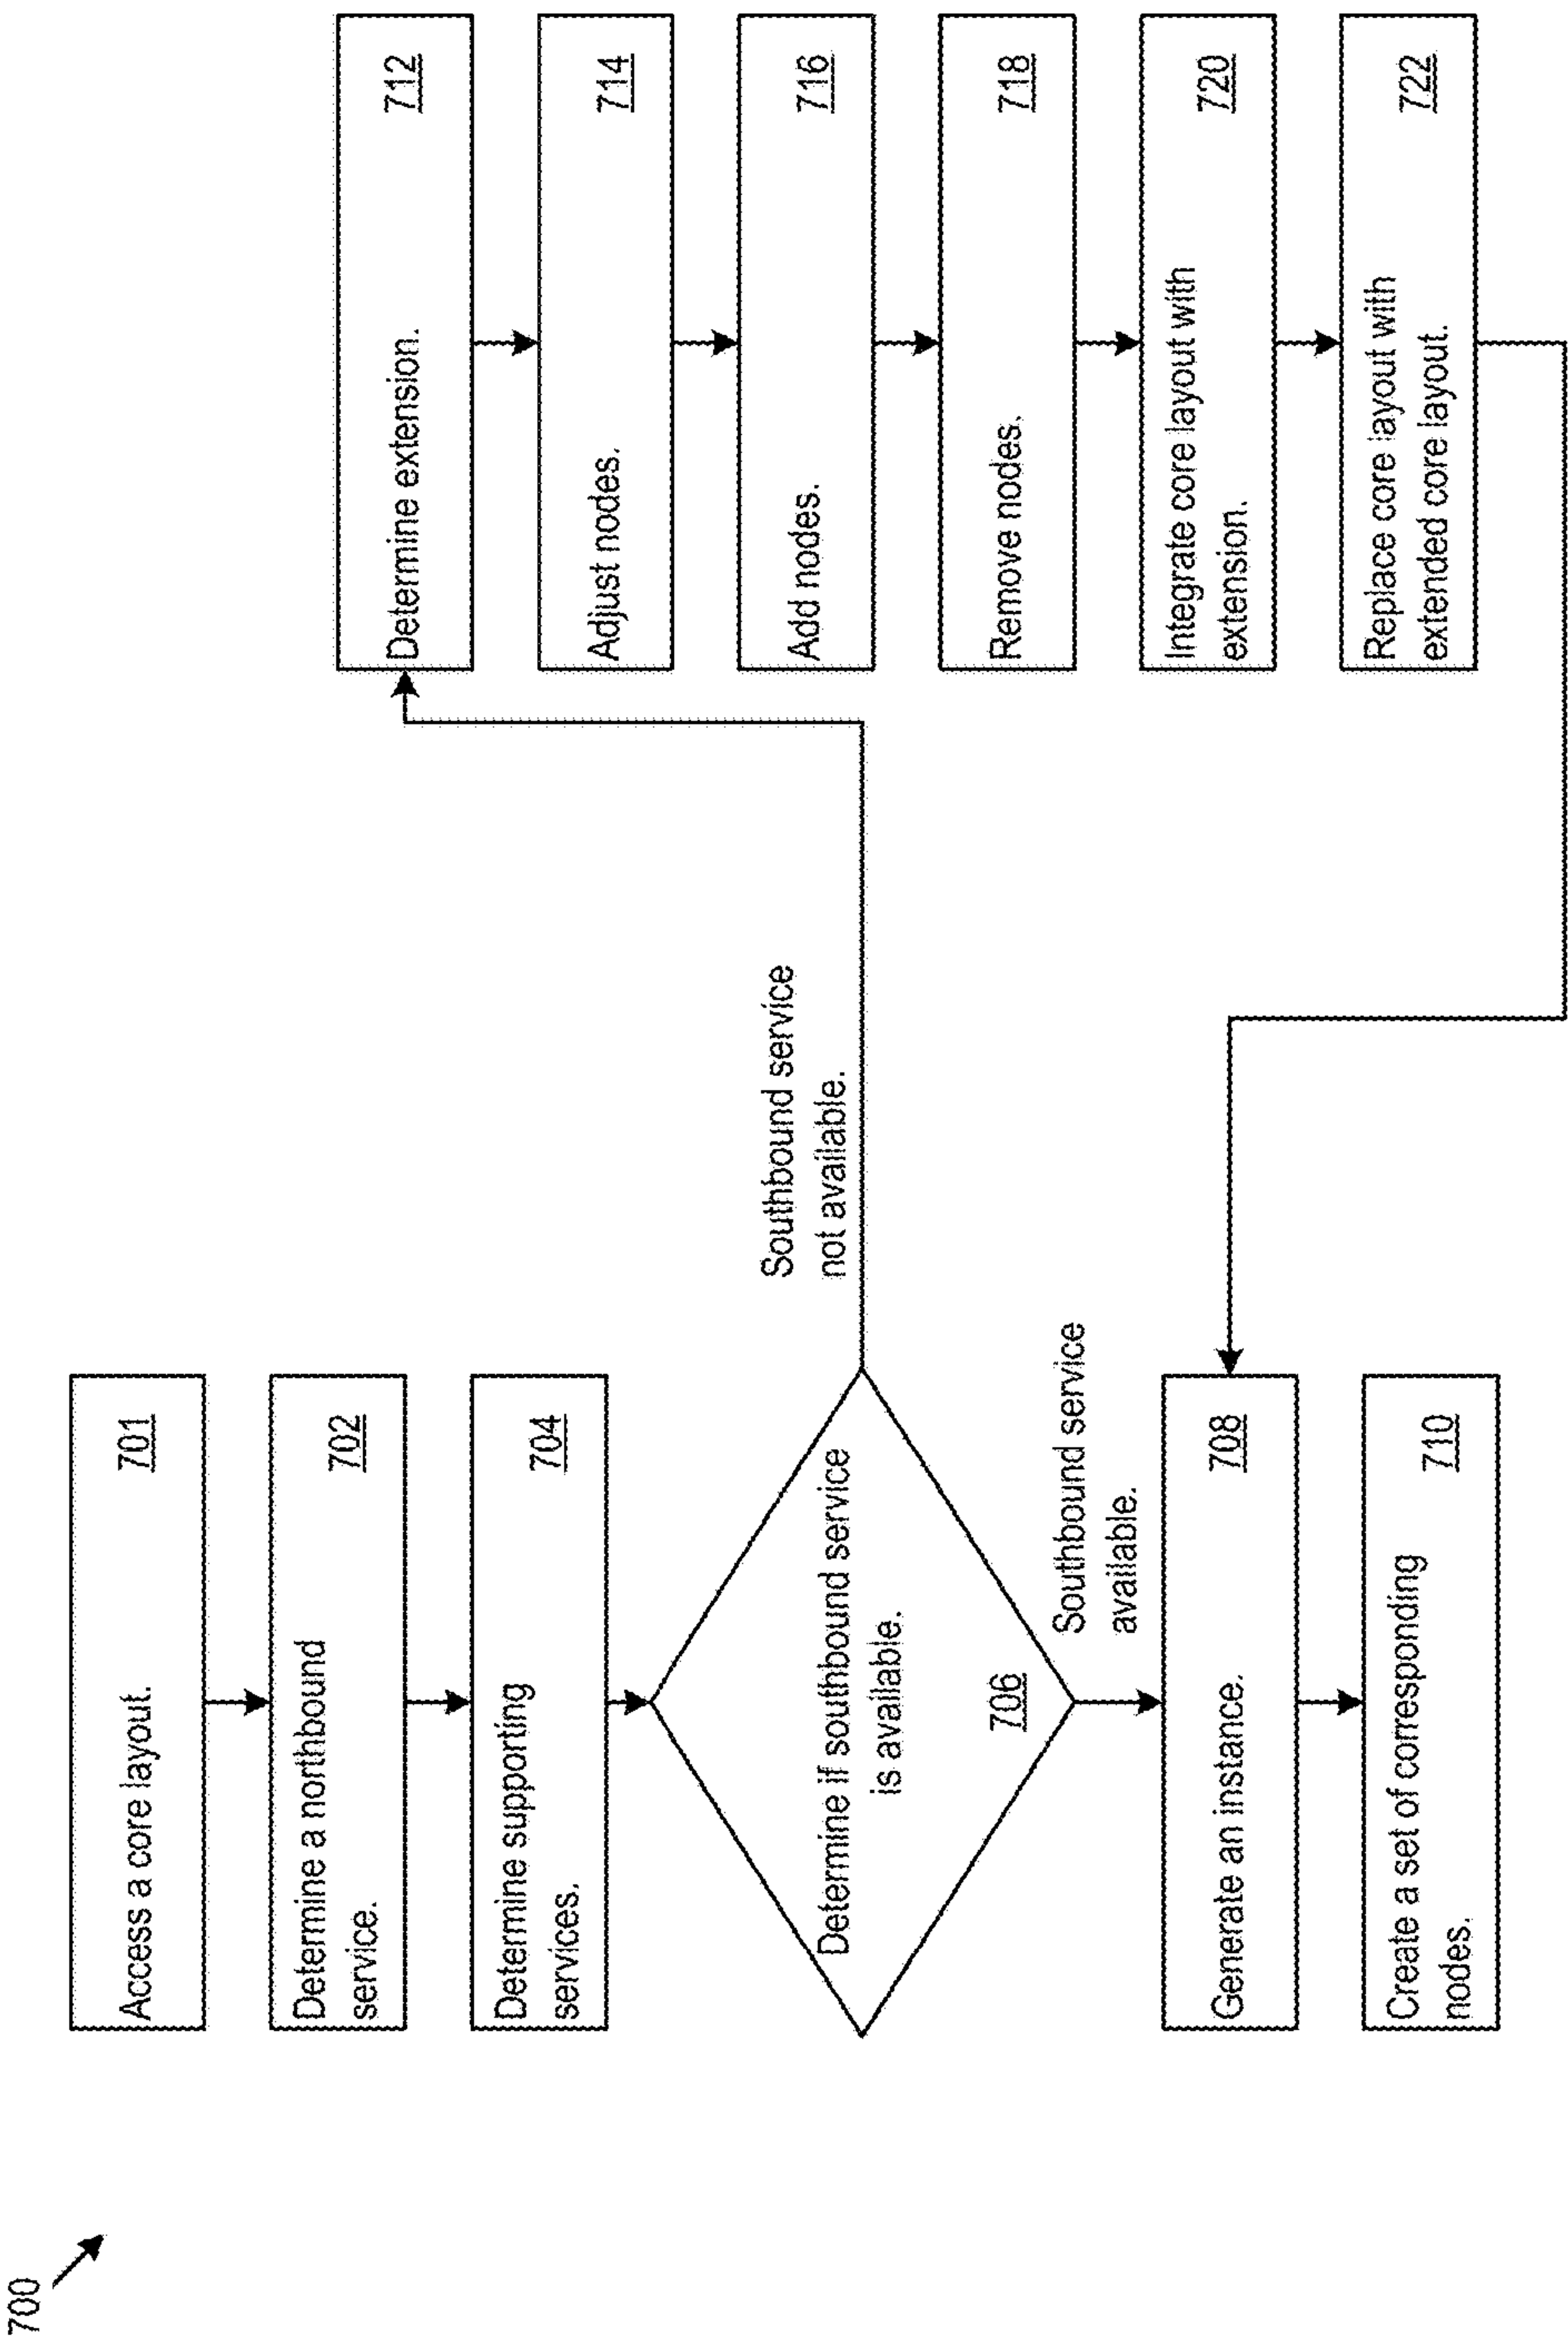 700
Access a core layout.
701
Determine a northbound
service.
702
Determine supporting
services.
704
Determine if southbound service
is available.
706
Southbound service
not available.
Southbound service
available.
Generate an instance.
708
Create a set of corresponding
nodes.
710
Determine extension.
712
Adjust nodes.
714
Add nodes.
716
Remove nodes.
718
Integrate core layout with
extension.
720
Replace core layout with
extended core layout.
722